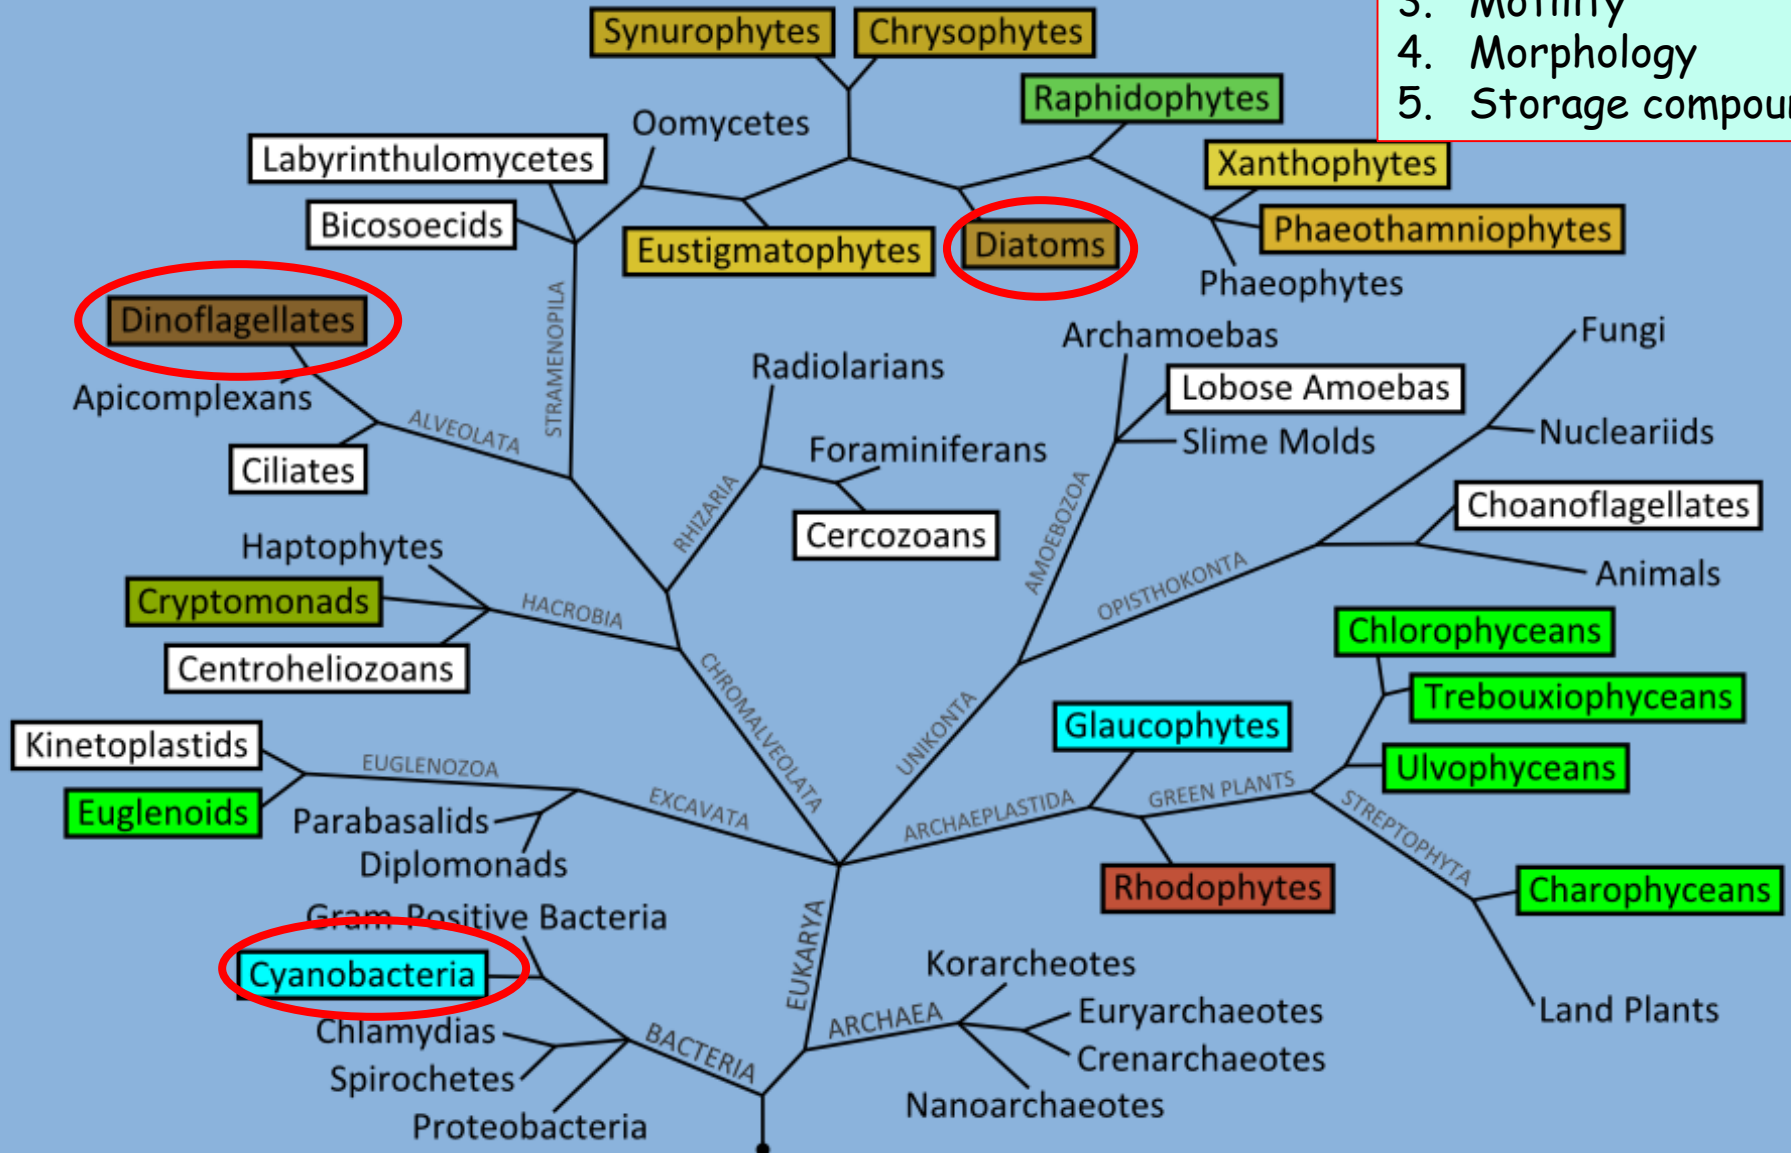 3. Motility
4. Morphology
5. Storage
Synurophytes
Chrysophytes
Raphidophytes
Oomycetes
Labyrinthulomycetes
Xanthophytes
Bicosoecids
Eustigmatophytes
Diatoms
Phaeothamniophytes
Phaeophytes
Dinoflagellates
Apicomplexans
ALVEOLATA
STRAMENOPILA
Ciliates
Radiolarians
Foraminiferans
RHIZARIA
Cercozoans
Archamoebas
Lobose Amoebas
Slime Molds
AMOEBOZOA
Fungi
Nucleariids
Choanoflagellates
OPISTHOKONTA
Animals
Haptophytes
Cryptomonads
HACROBIA
Centroheliozoans
CHROMALVEOLATA
UNIKONTA
Chlorophyceans
Trebouxiophyceans
Glaucophytes
Ulvophyceans
GREEN PLANTS
ARCHAEPLASTIDA
STREPTOPHYTA
Rhodophytes
Charophyceans
Land Plants
Kinetoplastids
EUGLENOZOA
Euglenoids
EXCAVATA
Parabasalids
Diplomonads
Gram-Positive Bacteria
Cyanobacteria
EUKARYA
Chlamydias
BACTERIA
Spirochetes
Proteobacteria
ARCHAEA
Korarcheotes
Euryarchaeotes
Crenarchaeotes
Nanoarchaeotes